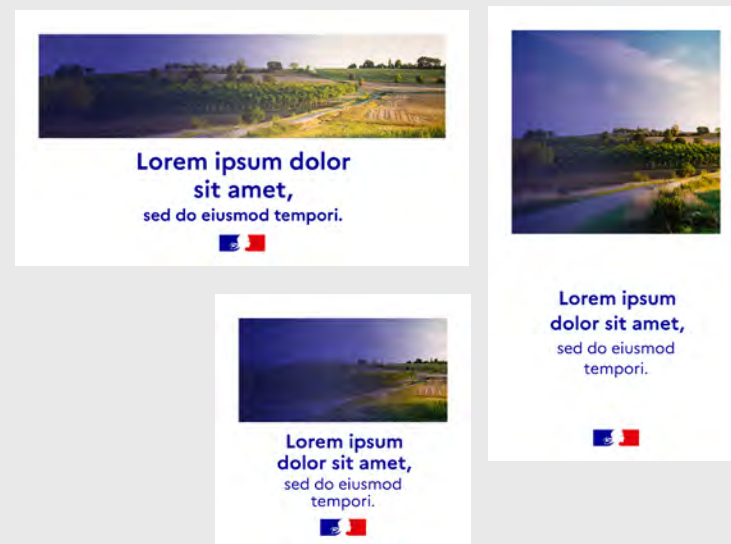 Lorem ipsum dolor
sit amet,
sed do eiusmod tempori.
Lorem ipsum
dolor sit amet,
sed do eiusmod
tempori.
Lorem ipsum
dolor sit amet,
sed do eiusmod
tempori.